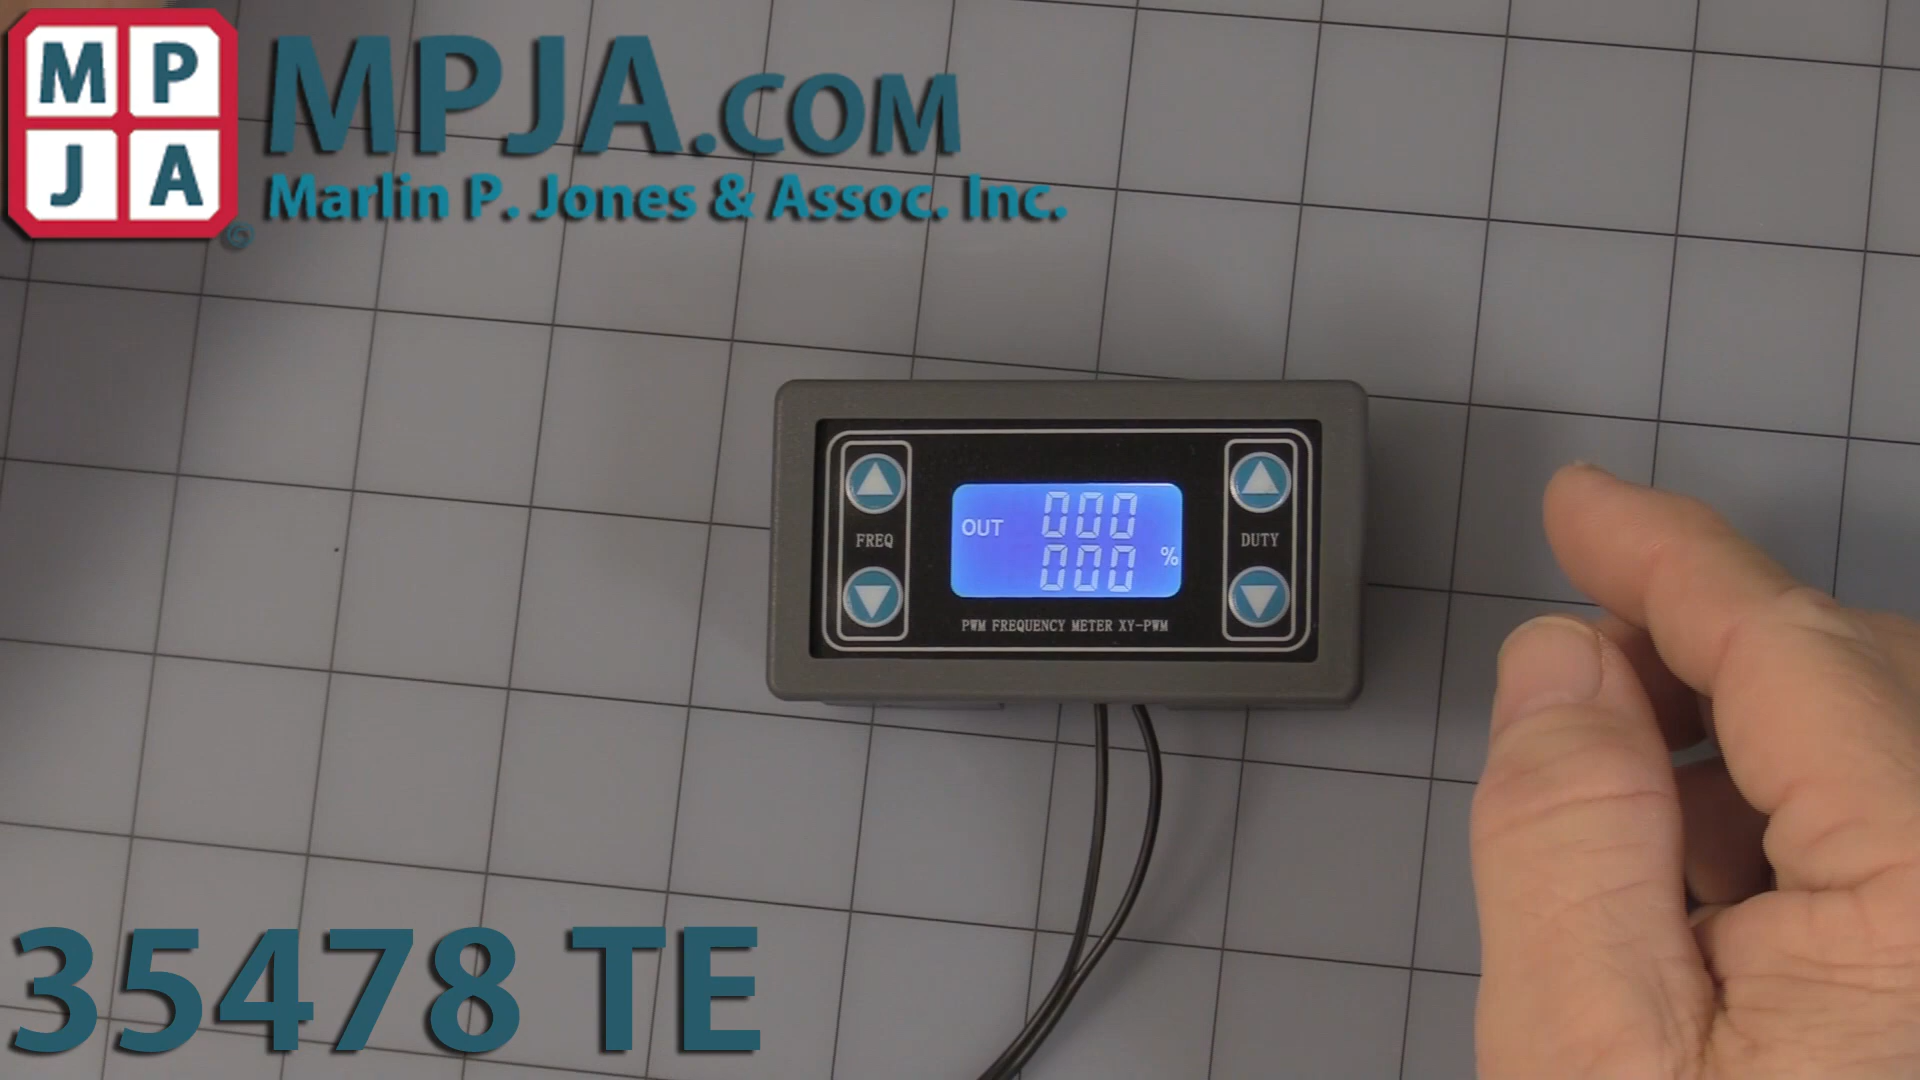 M P
J A
MPJA.COM
Marlin P. Jones & Assoc. Inc.
OUT 000
000 %
FREQ
DUTY
PWM FREQUENCY METER XY-PWM
35478 TE